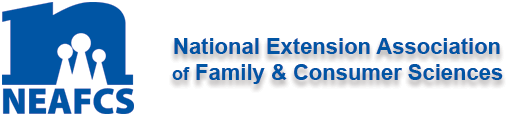 n
NEAFCS
National Extension Association
of Family & Consumer Sciences